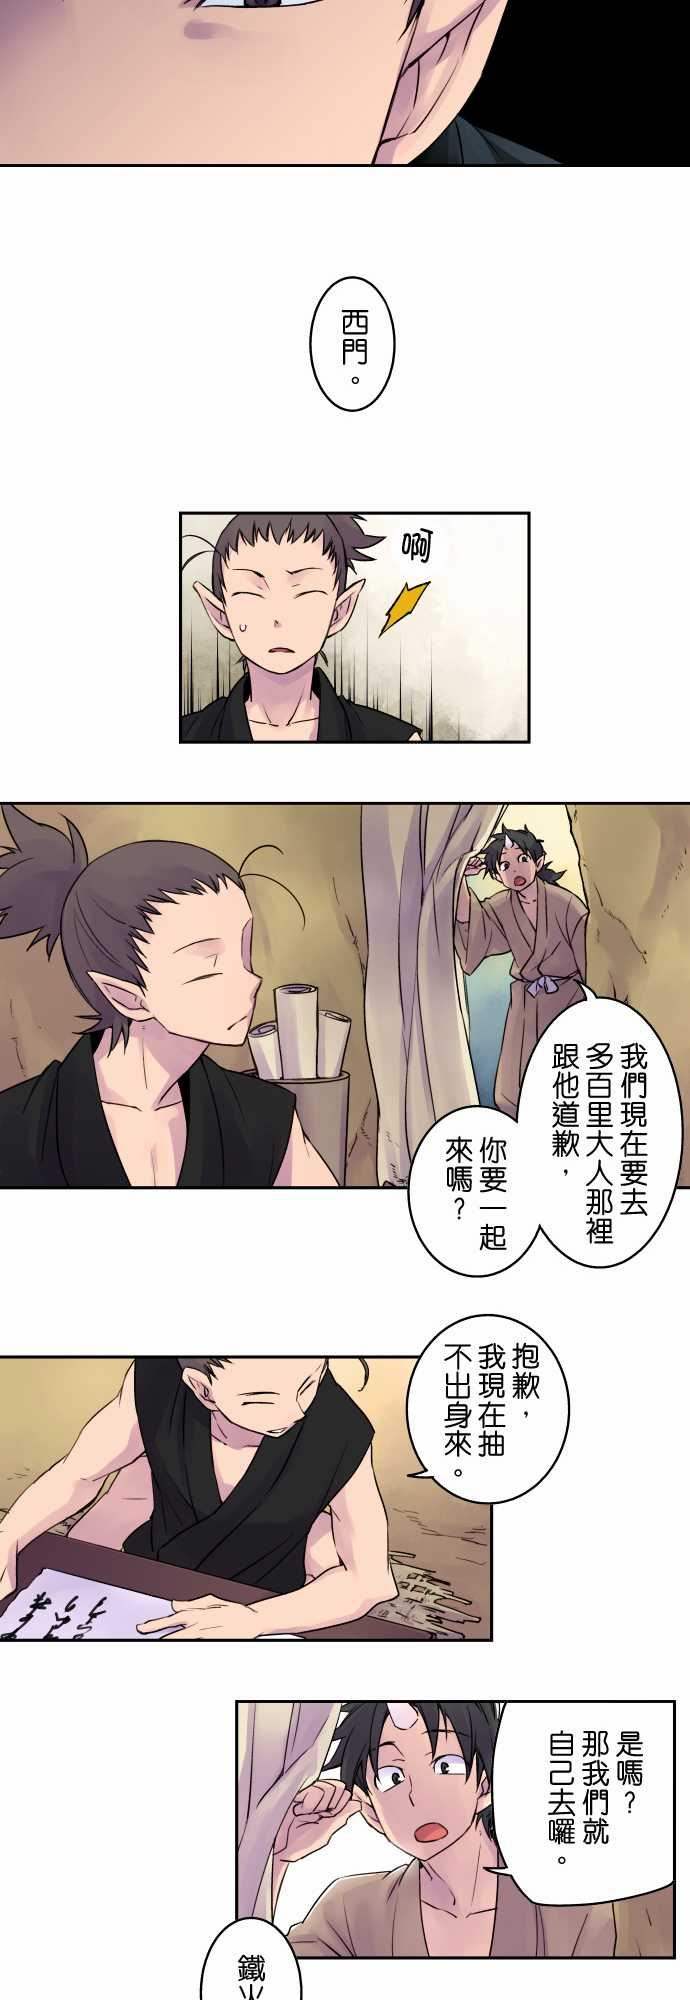 西門。
啊
我們現在要去
多百里大人那裡
跟他道歉，
你要一起
來嗎？
抱歉，
我現在抽
不出身來。
是嗎？
那我們就
自己去囉。
鐵火